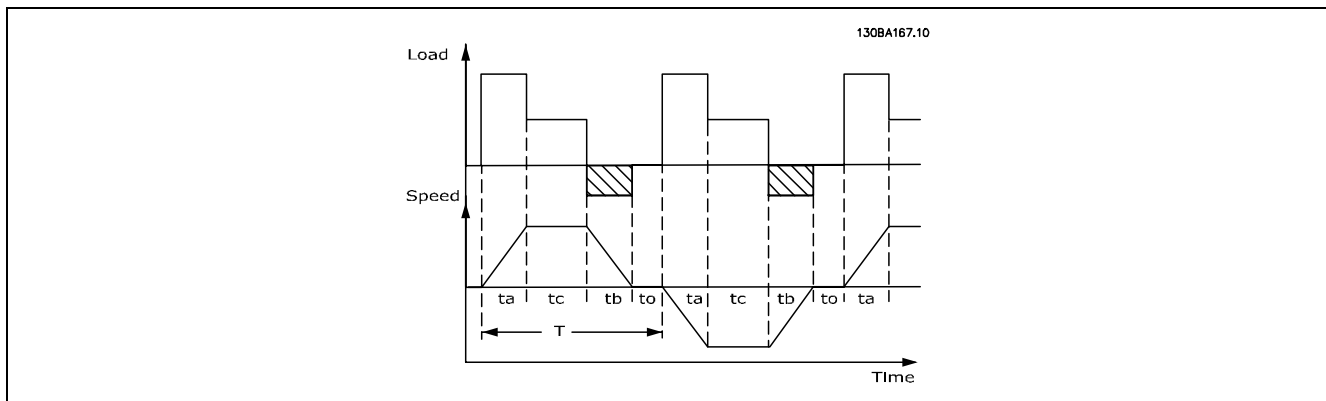 130BA167.10
Load
Speed
ta tc tb to ta tc tb to ta
T
TIme